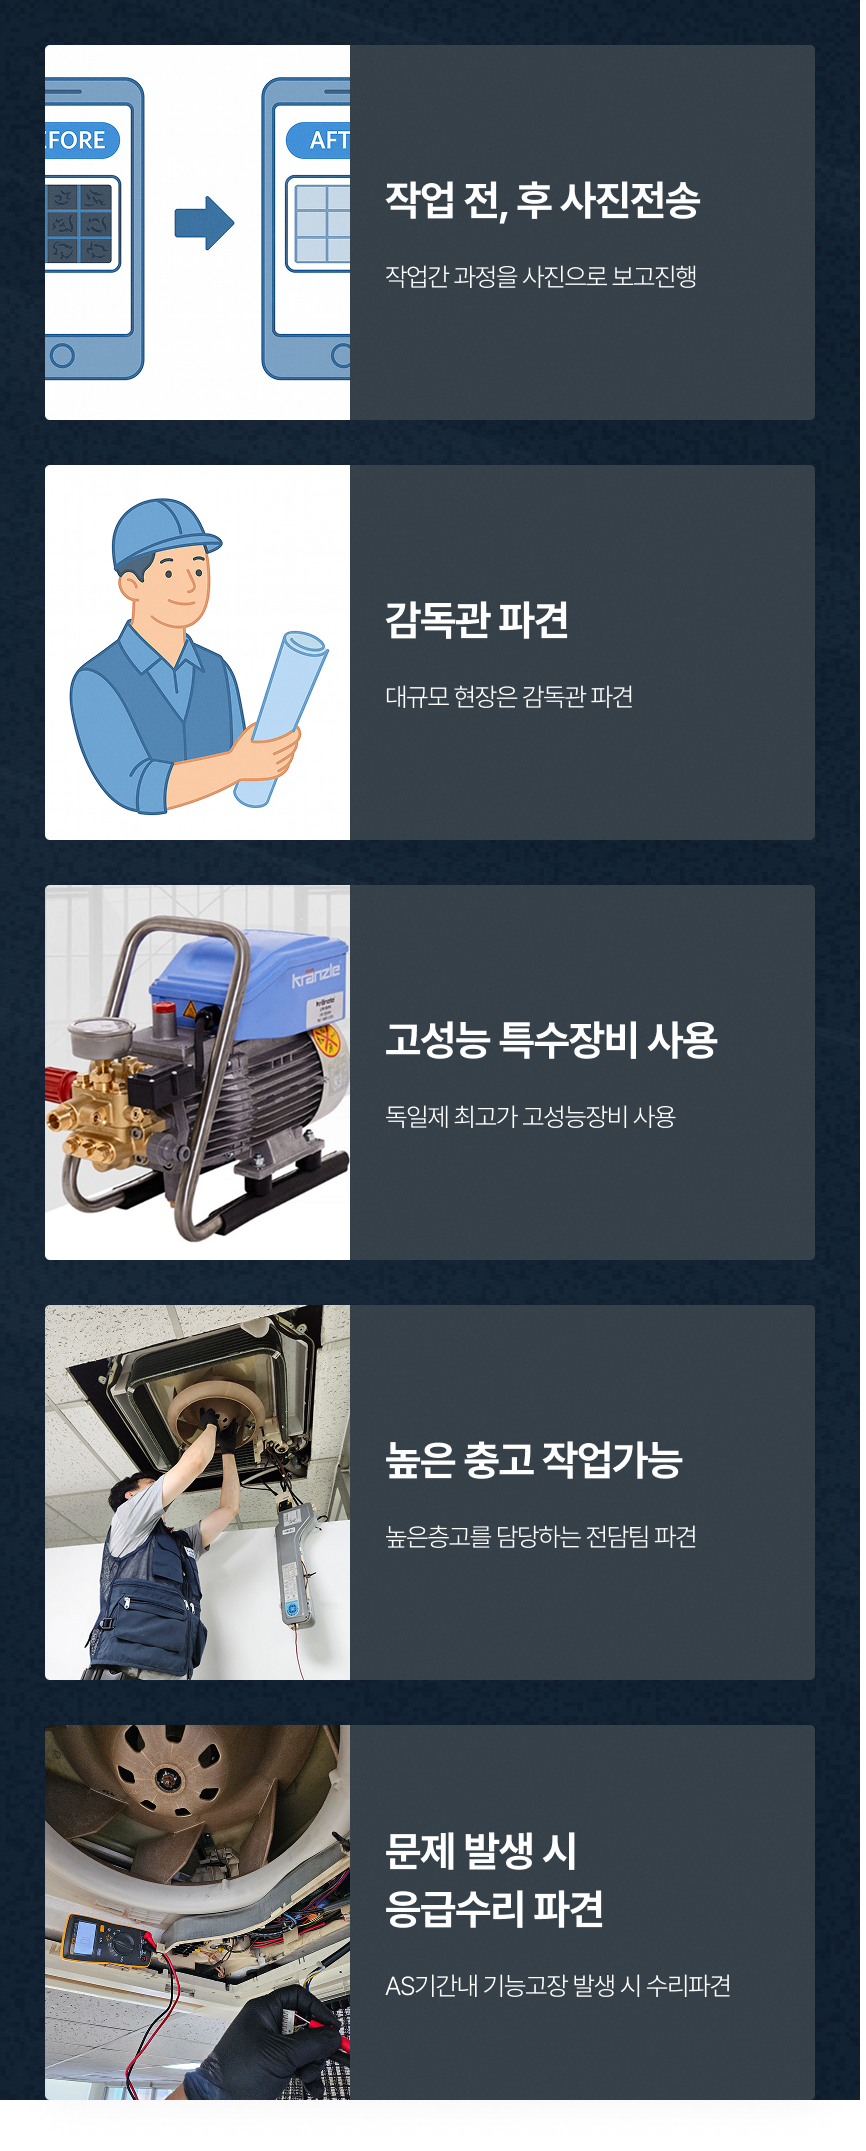 FORE
AFT
작업 전, 후 사진전송
작업간 과정을 사진으로 보고진행
감독관 파견
대규모 현장은 감독관 파견
kränzle
고성능 특수장비 사용
독일제 최고가 고성능장비 사용
높은 충고 작업가능
높은층고를 담당하는 전담팀 파견
문제 발생 시
응급수리 파견
AS기간내 기능고장 발생 시 수리파견